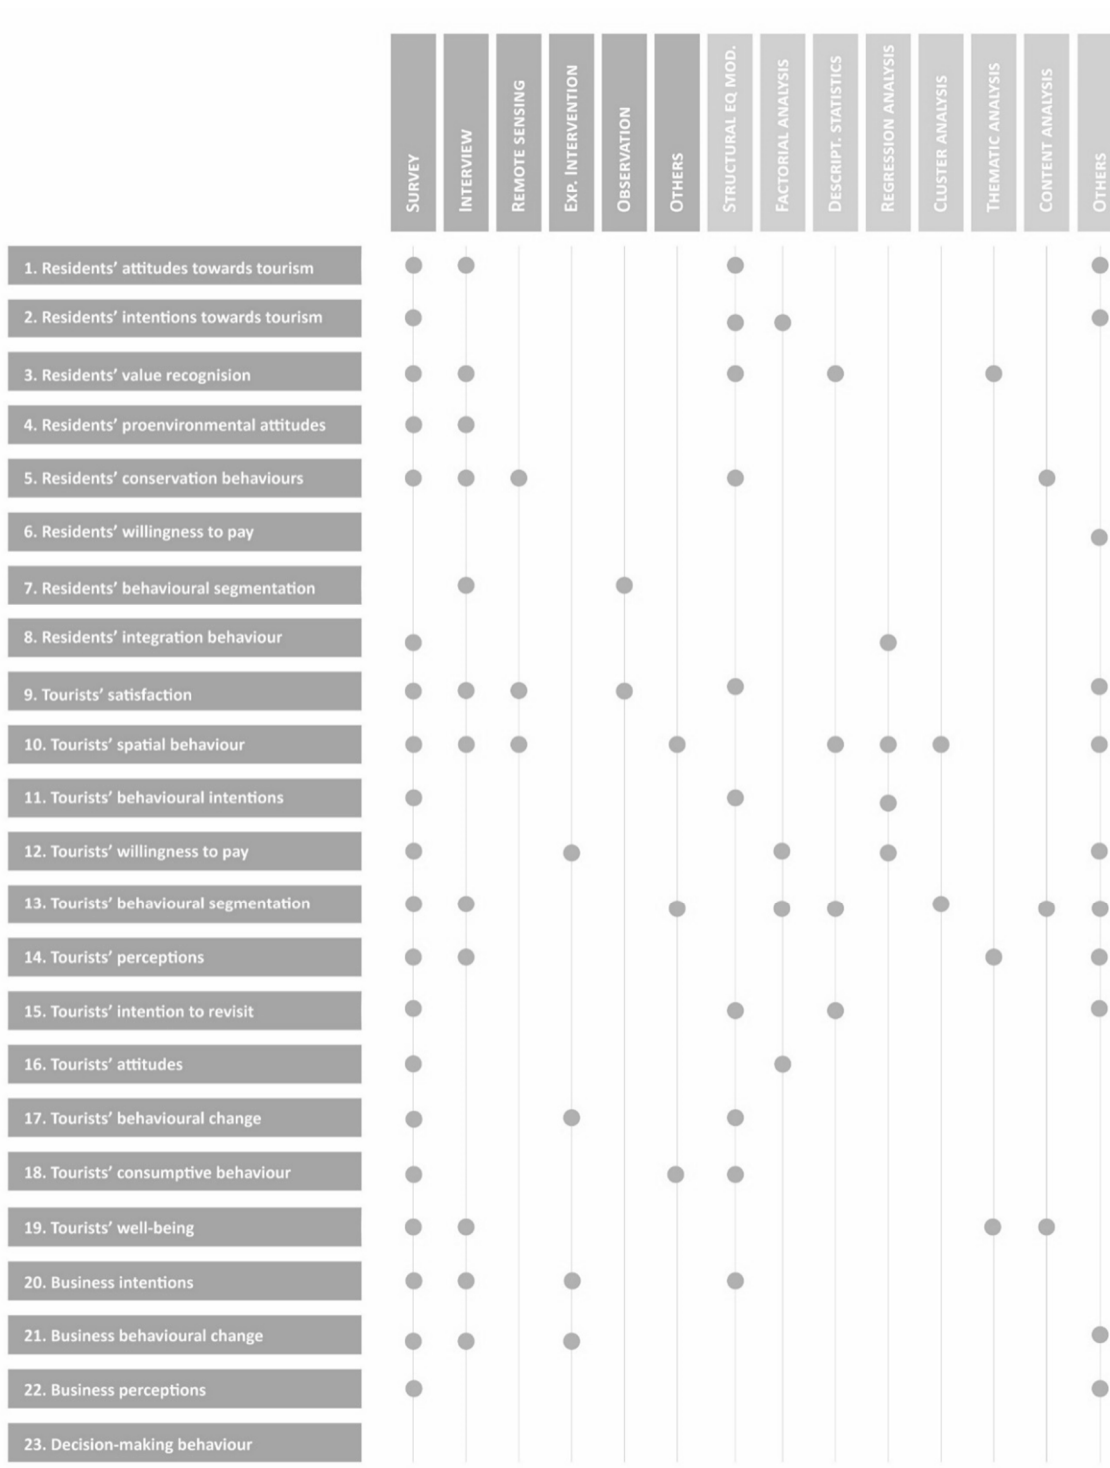 SURVEY
INTERVIEW
REMOTE SENSING
EXP. INTERVENTION
OBSERVATION
OTHERS
STRUCTURAL EQ MOD.
FACTORIAL ANALYSIS
DESCRIPT. STATISTICS
REGRESSION ANALYSIS
CLUSTER ANALYSIS
THEMATIC ANALYSIS
CONTENT ANALYSIS
OTHERS
1. Residents’ attitudes towards tourism
2. Residents’ intentions towards tourism
3. Residents’ value recognision
4. Residents’ proenvironmental attitudes
5. Residents’ conservation behaviours
6. Residents’ willingness to pay
7. Residents’ behavioural segmentation
8. Residents’ integration behaviour
9. Tourists’ satisfaction
10. Tourists’ spatial behaviour
11. Tourists’ behavioural intentions
12. Tourists’ willingness to pay
13. Tourists’ behavioural segmentation
14. Tourists’ perceptions
15. Tourists’ intention to revisit
16. Tourists’ attitudes
17. Tourists’ behavioural change
18. Tourists’ consumptive behaviour
19. Tourists’ well-being
20. Business intentions
21. Business behavioural change
22. Business perceptions
23. Decision-making behaviour